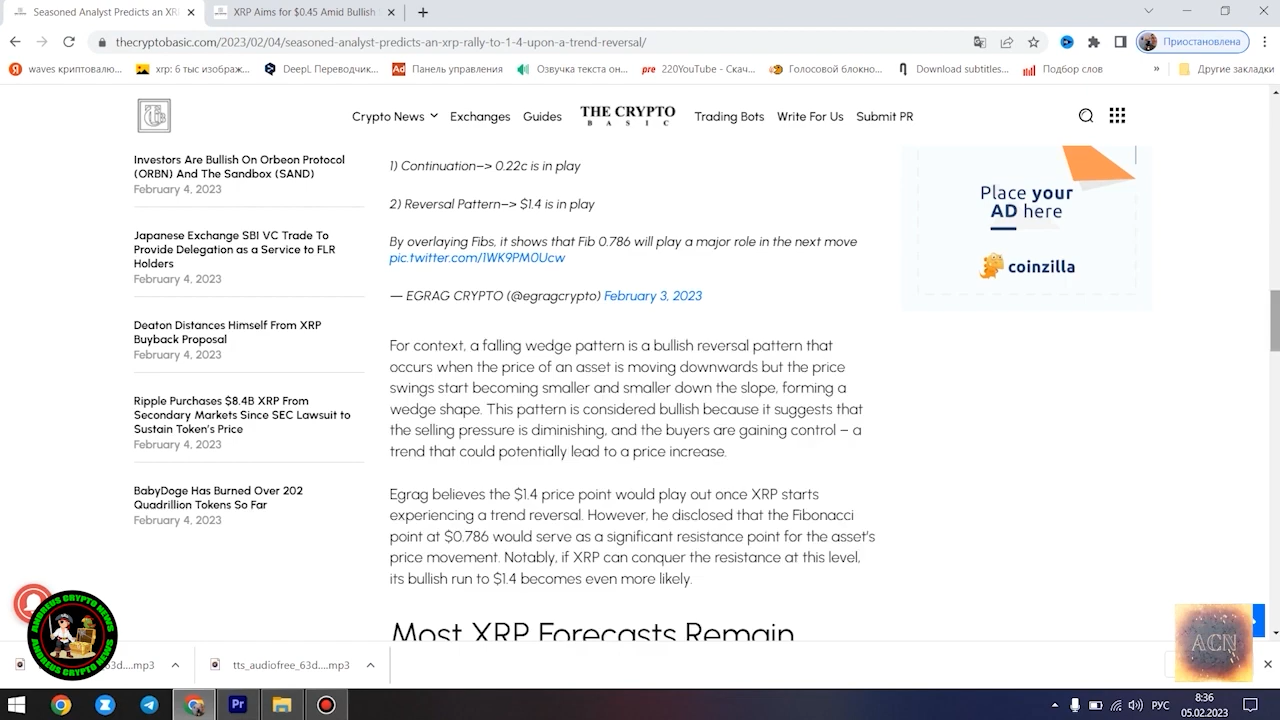 Seasoned Analyst Predicts an XR
XRP Aims for $0.45 Amid Bullish
thecryptobasic.com/2023/02/04/seasoned-analyst-predicts-an-xrp-rally-to-1-4-upon-a-trend-reversal/
Приостановлена
waves криптовалю...
xrp: 6 тыс изображ...
DeepL Переводчик...
Панель управления
Озвучка текста он...
220YouTube - Скач...
Голосовой блокно...
Download subtitles...
Подбор слов
»
Другие закладки
Crypto News
Exchanges
Guides
THE CRYPTO
BASIC
Trading Bots
Write For Us
Submit PR
Investors Are Bullish On Orbeon Protocol
(ORBN) And The Sandbox (SAND)
February 4, 2023
Japanese Exchange SBI VC Trade To
Provide Delegation as a Service to FLR
Holders
February 4, 2023
Deaton Distances Himself From XRP
Buyback Proposal
February 4, 2023
Ripple Purchases $8.4B XRP From
Secondary Markets Since SEC Lawsuit to
Sustain Token's Price
February 4, 2023
BabyDoge Has Burned Over 202
Quadrillion Tokens So Far
February 4, 2023
1) Continuation–> 0.22c is in play
2) Reversal Pattern–> $1.4 is in play
By overlaying Fibs, it shows that Fib 0.786 will play a major role in the next move
pic.twitter.com/1WK9PM0Ucw
— EGRAG CRYPTO (@egragcrypto) February 3, 2023
For context, a falling wedge pattern is a bullish reversal pattern that
occurs when the price of an asset is moving downwards but the price
swings start becoming smaller and smaller down the slope, forming a
wedge shape. This pattern is considered bullish because it suggests that
the selling pressure is diminishing, and the buyers are gaining control – a
trend that could potentially lead to a price increase.
Egrag believes the $1.4 price point would play out once XRP starts
experiencing a trend reversal. However, he disclosed that the Fibonacci
point at $0.786 would serve as a significant resistance point for the asset's
price movement. Notably, if XRP can conquer the resistance at this level,
its bullish run to $1.4 becomes even more likely.
Most XRP Forecasts Remain
Place your
AD here
coinzilla
ANDREUS CRYPTO NEWS
ANDREUS CRYPTO NEWS
ACN
63d....mp3
tts_audiofree_63d....mp3
Pr
РУС
8:36
05.02.2023